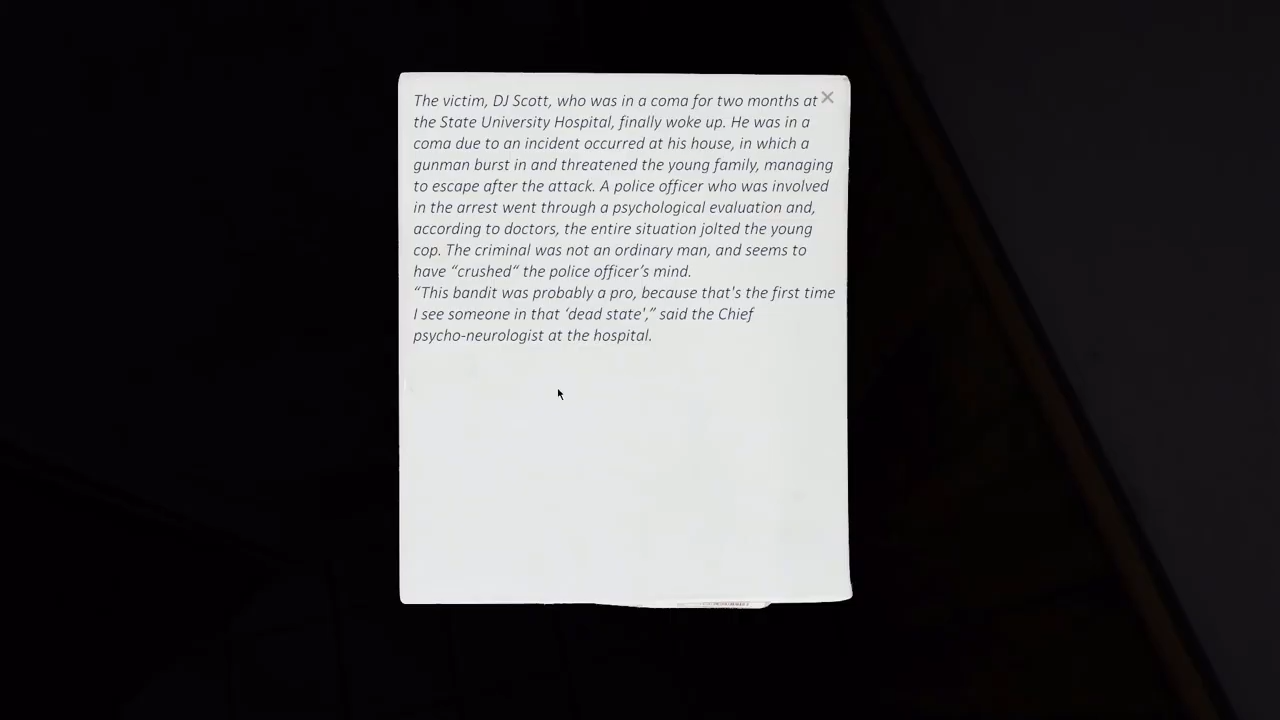 The victim, DJ Scott, who was in a coma for two months at
the State University Hospital, finally woke up. He was in a
coma due to an incident occurred at his house, in which a
gunman burst in and threatened the young family, managing
to escape after the attack. A police officer who was involved
in the arrest went through a psychological evaluation and,
according to doctors, the entire situation jolted the young
cop. The criminal was not an ordinary man, and seems to
have “crushed“ the police officer’s mind.
“This bandit was probably a pro, because that's the first time
I see someone in that ‘dead state',” said the Chief
psycho-neurologist at the hospital.